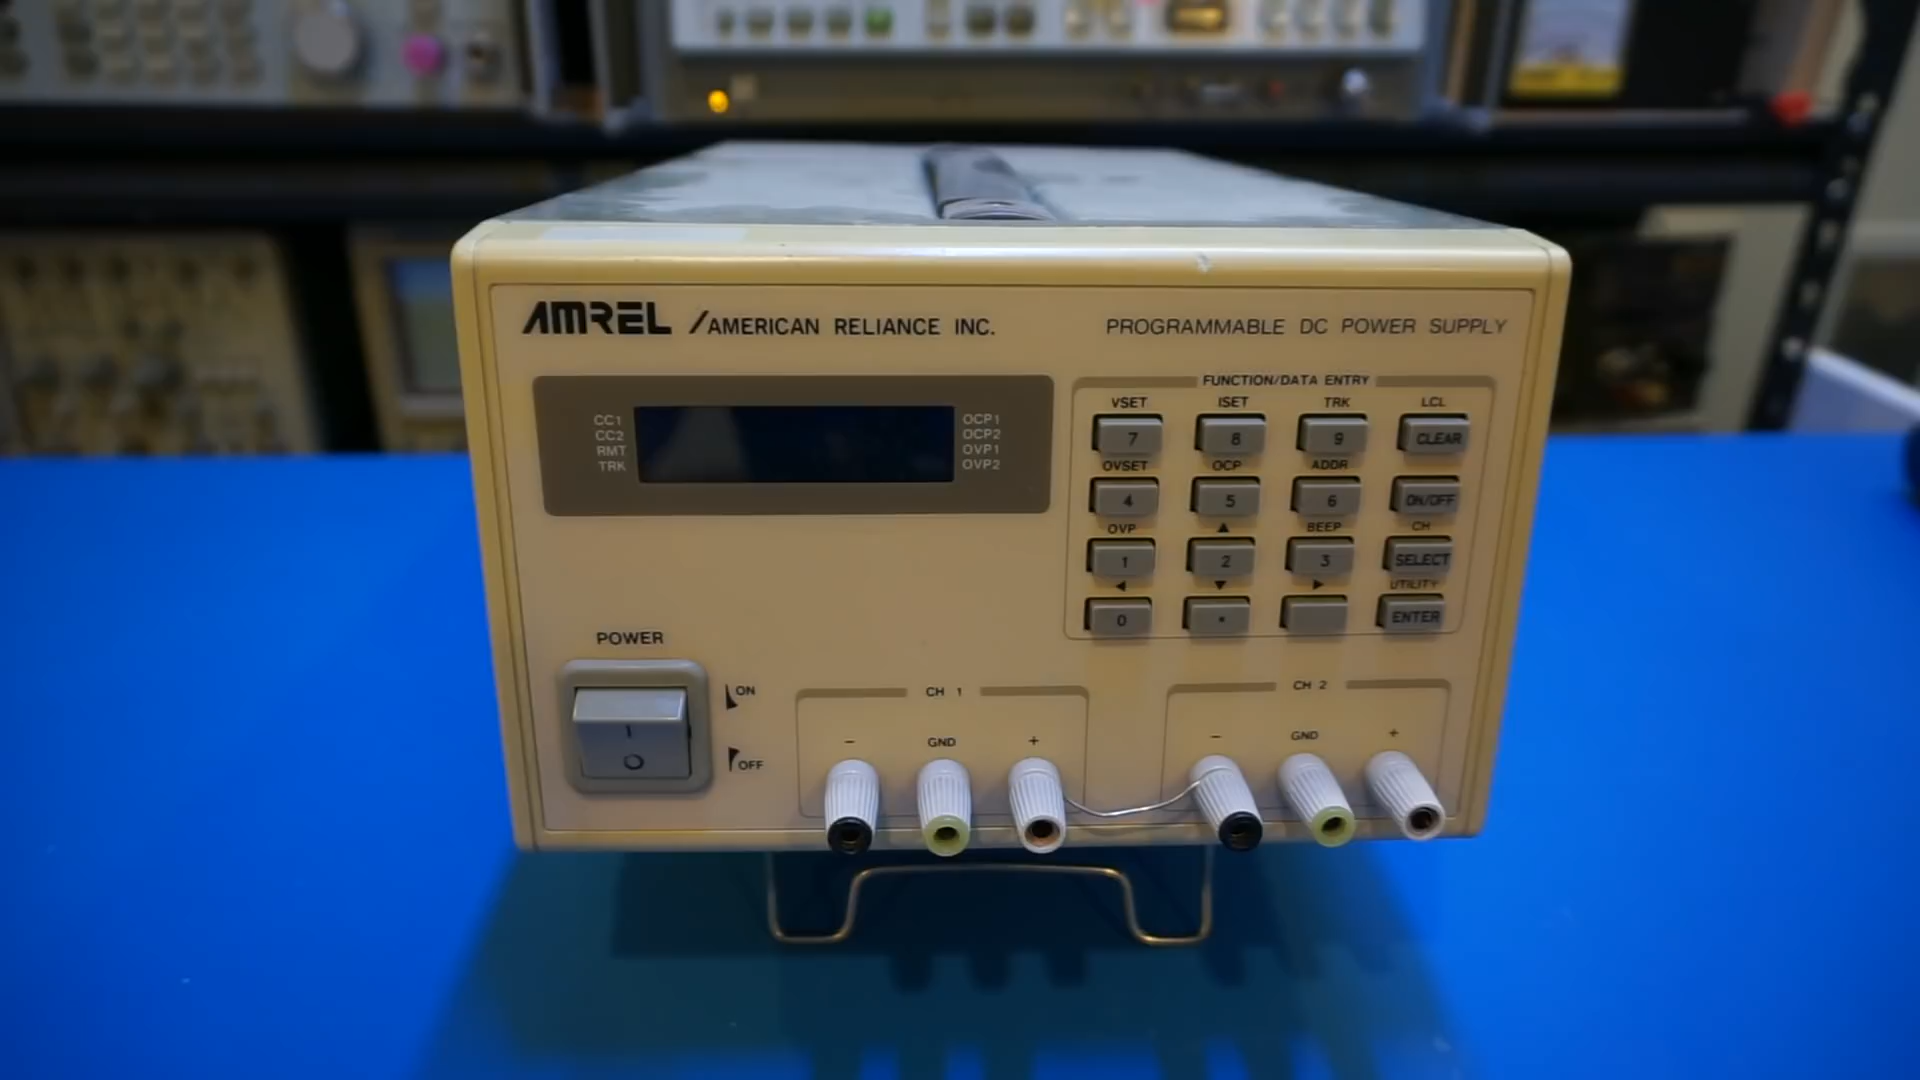 AMREL /AMERICAN RELIANCE INC.
PROGRAMMABLE DC POWER SUPPLY
CC1
CC2
RMT
TRK
OCP1
OCP2
OVP1
OVP2
FUNCTION/DATA ENTRY
VSET ISET TRK LCL
7 8 9 CLEAR
OVSET OCP ADDR
4 5 6 ON/OFF
OVP ▲ BEEP CH
1 2 3 SELECT
◀ ▼ ▶ UTILITY
0 . ENTER
POWER
ON
I
O
OFF
CH 1
- GND +
CH 2
- GND +